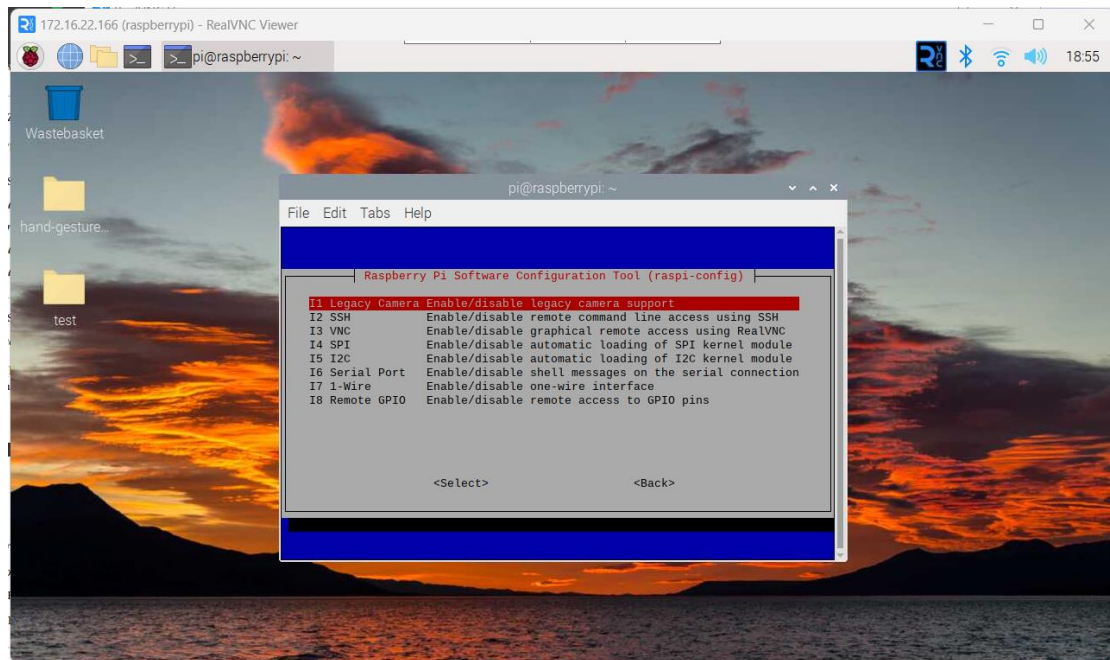 172.16.22.166 (raspberrypi) - RealVNC Viewer
pi@raspberrypi: ~
18:55
Wastebasket
hand-gesture...
test
pi@raspberrypi: ~
File Edit Tabs Help
Raspberry Pi Software Configuration Tool (raspi-config)
I1 Legacy Camera Enable/disable legacy camera support
I2 SSH Enable/disable remote command line access using SSH
I3 VNC Enable/disable graphical remote access using RealVNC
I4 SPI Enable/disable automatic loading of SPI kernel module
I5 I2C Enable/disable automatic loading of I2C kernel module
I6 Serial Port Enable/disable shell messages on the serial connection
I7 1-Wire Enable/disable one-wire interface
I8 Remote GPIO Enable/disable remote access to GPIO pins
<Select> <Back>